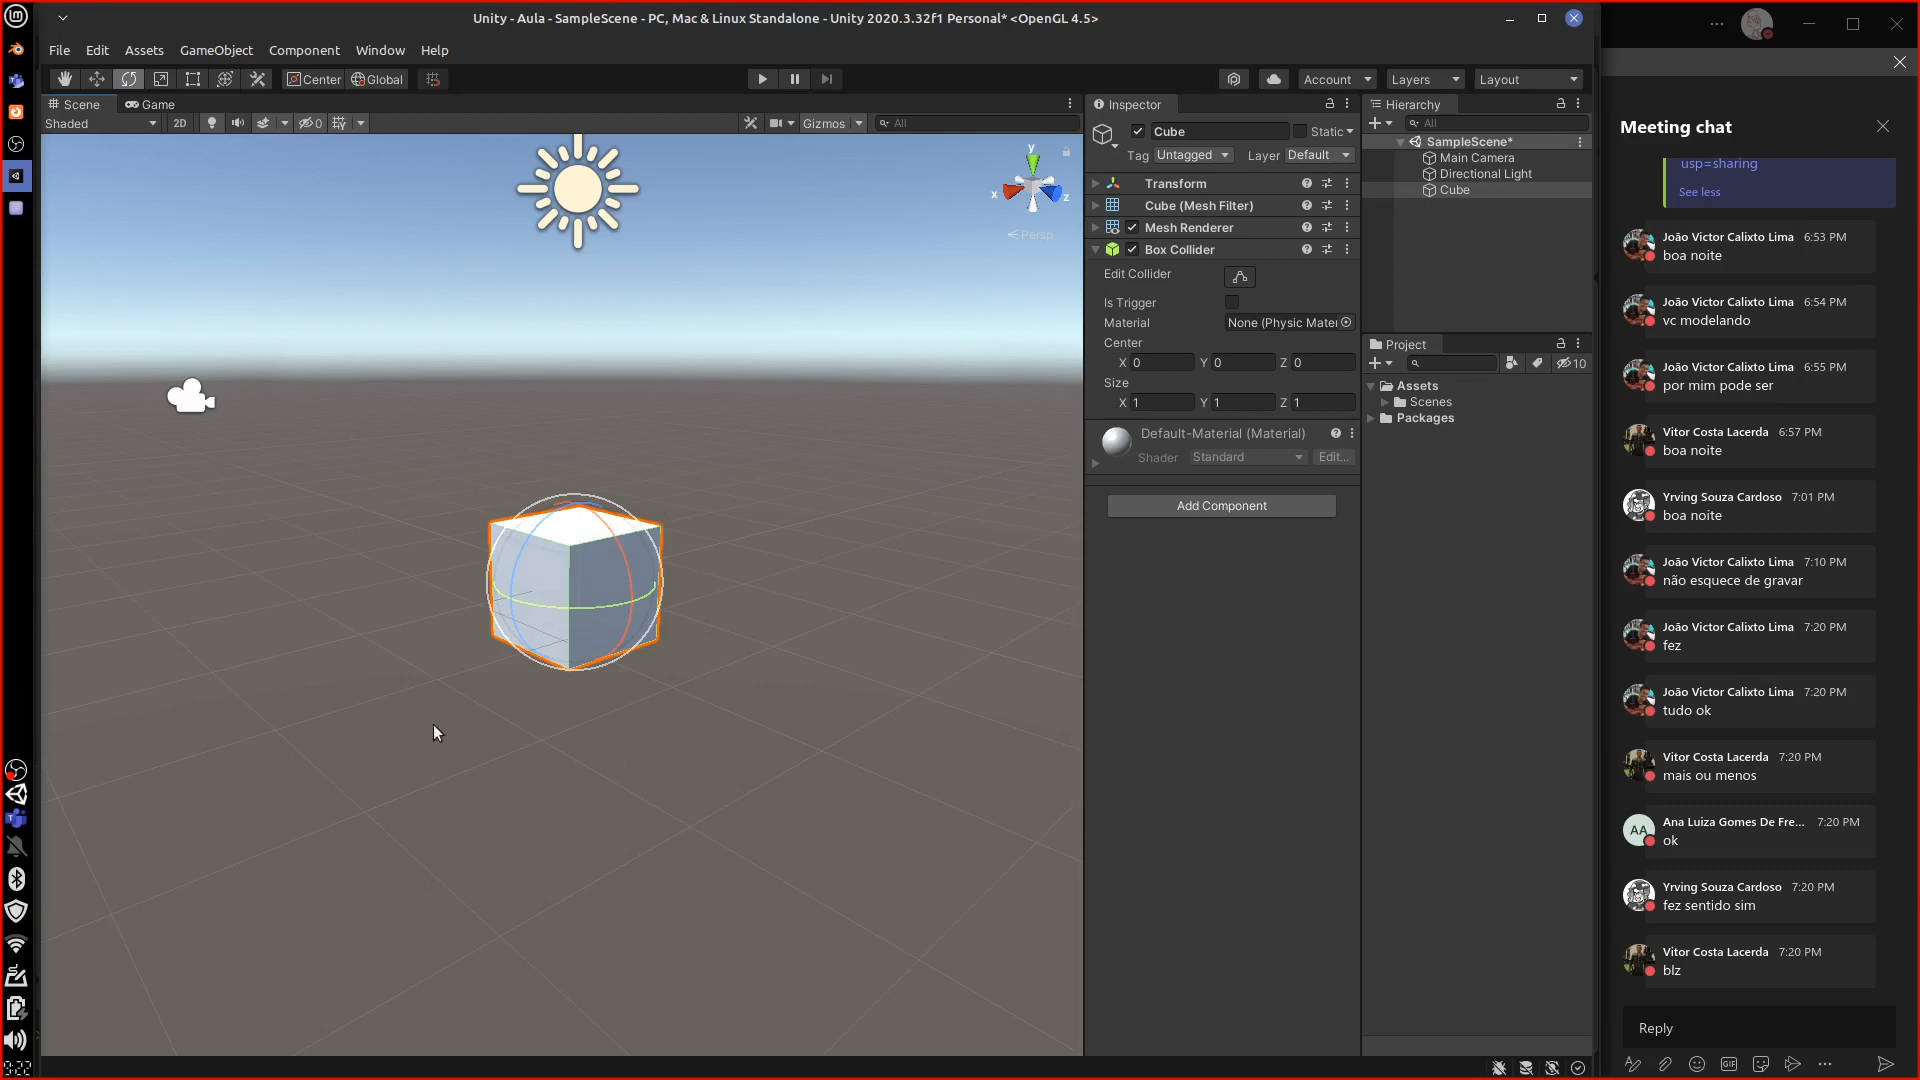 Unity - Aula - SampleScene - PC, Mac & Linux Standalone - Unity 2020.3.32f1 Personal* <OpenGL 4.5>
File Edit Assets GameObject Component Window Help
Center Global
Account Layers Layout
Scene Game
Shaded 2D 0 Gizmos All
y
x
z
Persp
Inspector
Cube Static
Tag Untagged Layer Default
Transform
Cube (Mesh Filter)
Mesh Renderer
Box Collider
Edit Collider
Is Trigger
Material None (Physic Mater
Center
X 0 Y 0 Z 0
Size
X 1 Y 1 Z 1
Default-Material (Material)
Shader Standard Edit...
Add Component
Hierarchy
All
SampleScene*
Main Camera
Directional Light
Cube
Project
10
Assets
Scenes
Packages
Meeting chat
usp=sharing
See less
João Victor Calixto Lima 6:53 PM
boa noite
João Victor Calixto Lima 6:54 PM
vc modelando
João Victor Calixto Lima 6:55 PM
por mim pode ser
Vitor Costa Lacerda 6:57 PM
boa noite
Yrving Souza Cardoso 7:01 PM
boa noite
João Victor Calixto Lima 7:10 PM
não esquece de gravar
João Victor Calixto Lima 7:20 PM
fez
João Victor Calixto Lima 7:20 PM
tudo ok
Vitor Costa Lacerda 7:20 PM
mais ou menos
AA
Ana Luiza Gomes De Fre... 7:20 PM
ok
Yrving Souza Cardoso 7:20 PM
fez sentido sim
Vitor Costa Lacerda 7:20 PM
blz
Reply
GIF